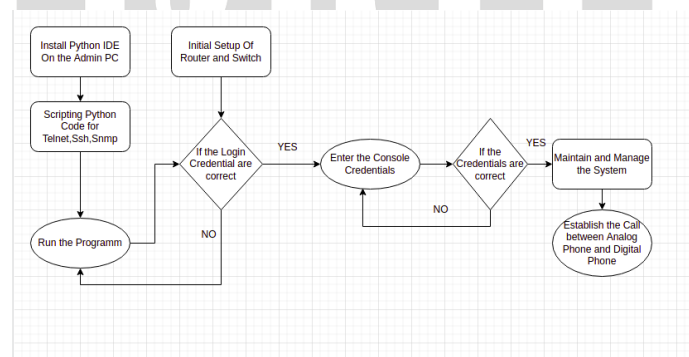 Install Python IDE
On the Admin PC
Initial Setup Of
Router and Switch
Scripting Python
Code for
Telnet,Ssh,Snmp
If the Login
Credential are
correct
YES
Enter the Console
Credentials
If the
Credentials are
correct
YES
Maintain and Manage
the System
NO
Run the Programm
NO
Establish the Call
between Analog
Phone and Digital
Phone